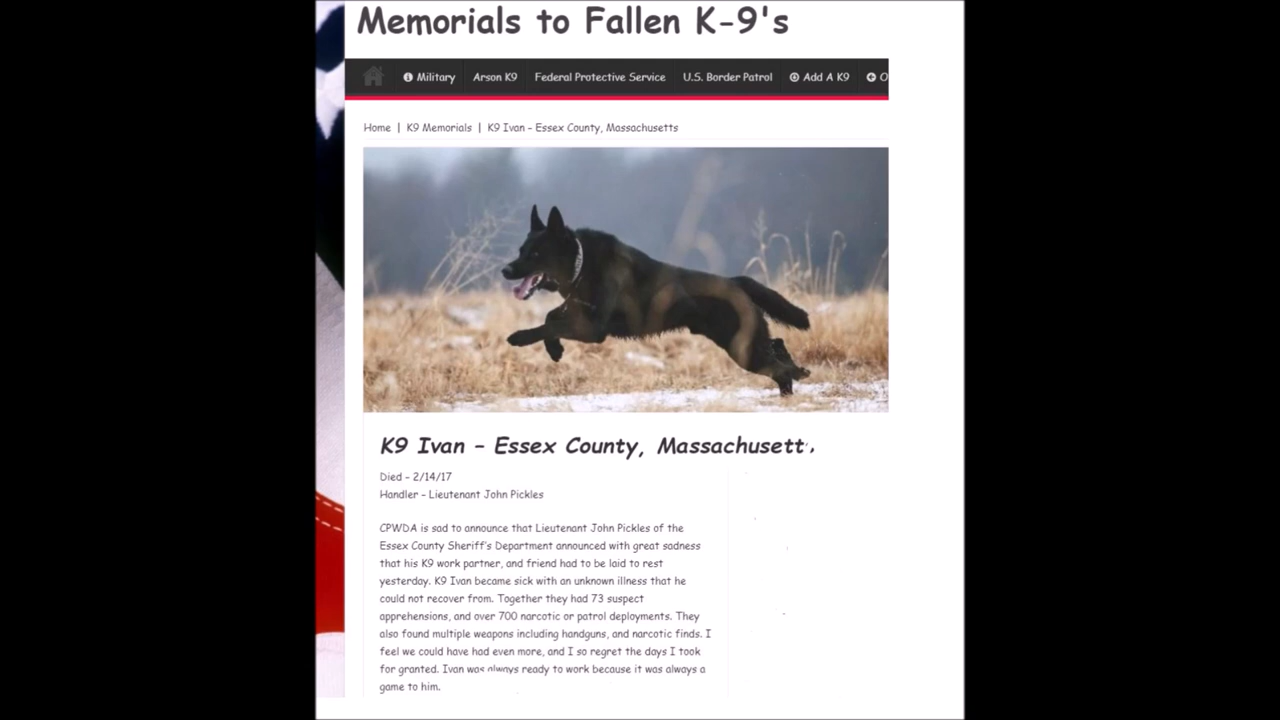 Memorials to Fallen K-9's
Military Arson K9 Federal Protective Service U.S. Border Patrol Add A K9 O
Home | K9 Memorials | K9 Ivan – Essex County, Massachusetts
K9 Ivan – Essex County, Massachusett
Died – 2/14/17
Handler – Lieutenant John Pickles
CPWDA is sad to announce that Lieutenant John Pickles of the
Essex County Sheriff's Department announced with great sadness
that his K9 work partner, and friend had to be laid to rest
yesterday. K9 Ivan became sick with an unknown illness that he
could not recover from. Together they had 73 suspect
apprehensions, and over 700 narcotic or patrol deployments. They
also found multiple weapons including handguns, and narcotic finds. I
feel we could have had even more, and I so regret the days I took
for granted. Ivan was always ready to work because it was always a
game to him.